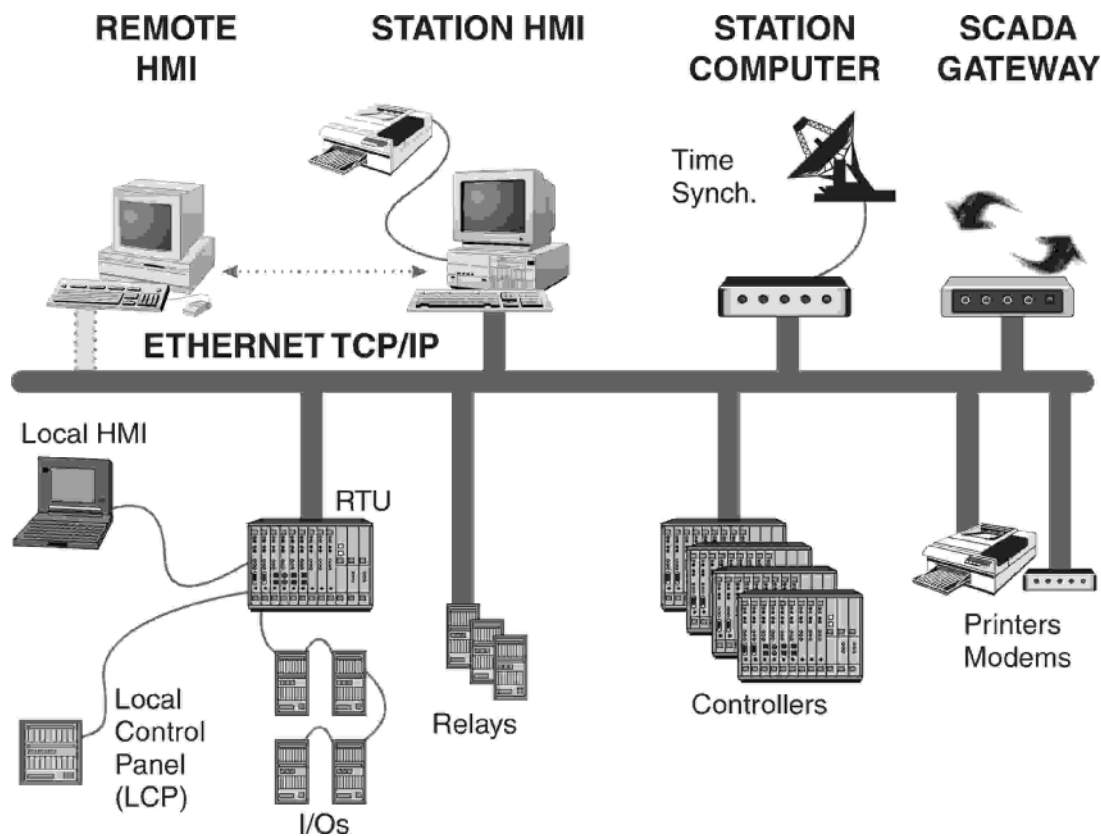 REMOTE
HMI
STATION HMI
STATION
COMPUTER
SCADA
GATEWAY
Time
Synch.
ETHERNET TCP/IP
Local HMI
RTU
Local
Control
Panel
(LCP)
I/Os
Relays
Controllers
Printers
Modems